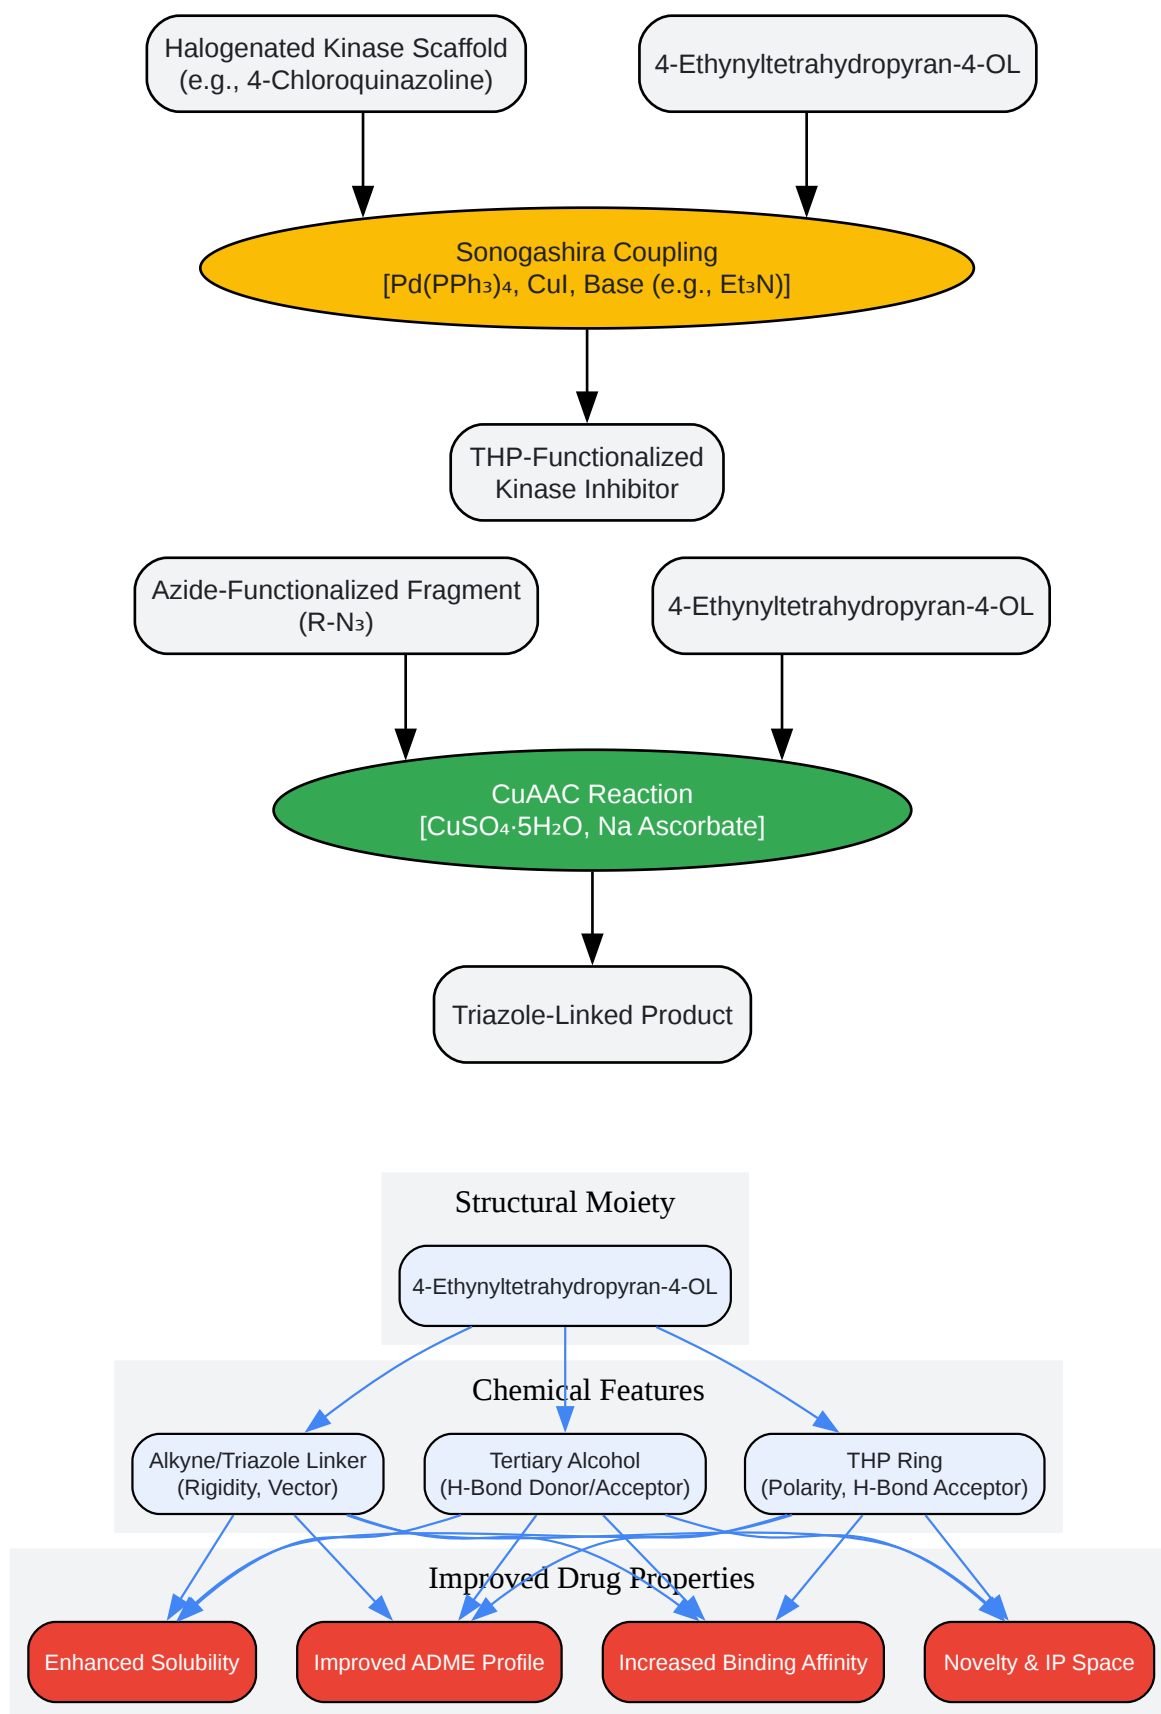 Halogenated Kinase Scaffold
(e.g., 4-Chloroquinazoline)
4-Ethynyltetrahydropyran-4-OL
Sonogashira Coupling
[Pd(PPh₃)₄, CuI, Base (e.g., Et₃N)]
THP-Functionalized
Kinase Inhibitor
Azide-Functionalized Fragment
(R-N₃)
4-Ethynyltetrahydropyran-4-OL
CuAAC Reaction
[CuSO₄·5H₂O, Na Ascorbate]
Triazole-Linked Product
Structural Moiety
4-Ethynyltetrahydropyran-4-OL
Chemical Features
Alkyne/Triazole Linker
(Rigidity, Vector)
Tertiary Alcohol
(H-Bond Donor/Acceptor)
THP Ring
(Polarity, H-Bond Acceptor)
Improved Drug Properties
Enhanced Solubility
Improved ADME Profile
Increased Binding Affinity
Novelty & IP Space